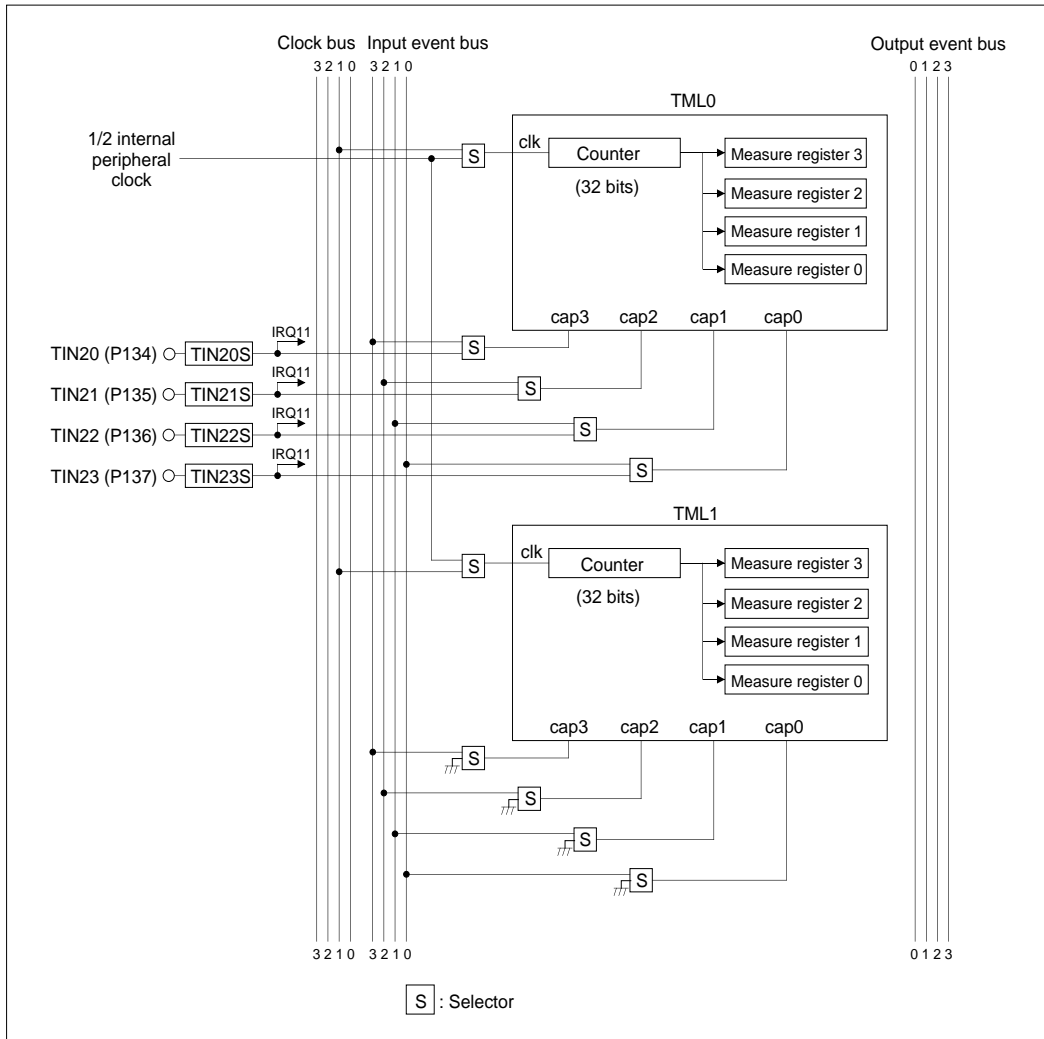 Clock bus Input event bus Output event bus
3 2 1 0 3 2 1 0 0 1 2 3
TML0
1/2 internal
peripheral
clock
S clk Counter
(32 bits)
Measure register 3
Measure register 2
Measure register 1
Measure register 0
cap3 cap2 cap1 cap0
TIN20 (P134) TIN20S IRQ11 S
TIN21 (P135) TIN21S IRQ11 S
TIN22 (P136) TIN22S IRQ11 S
TIN23 (P137) TIN23S IRQ11 S
TML1
S clk Counter
(32 bits)
Measure register 3
Measure register 2
Measure register 1
Measure register 0
cap3 cap2 cap1 cap0
S
S
S
S
3 2 1 0 3 2 1 0 0 1 2 3
S : Selector